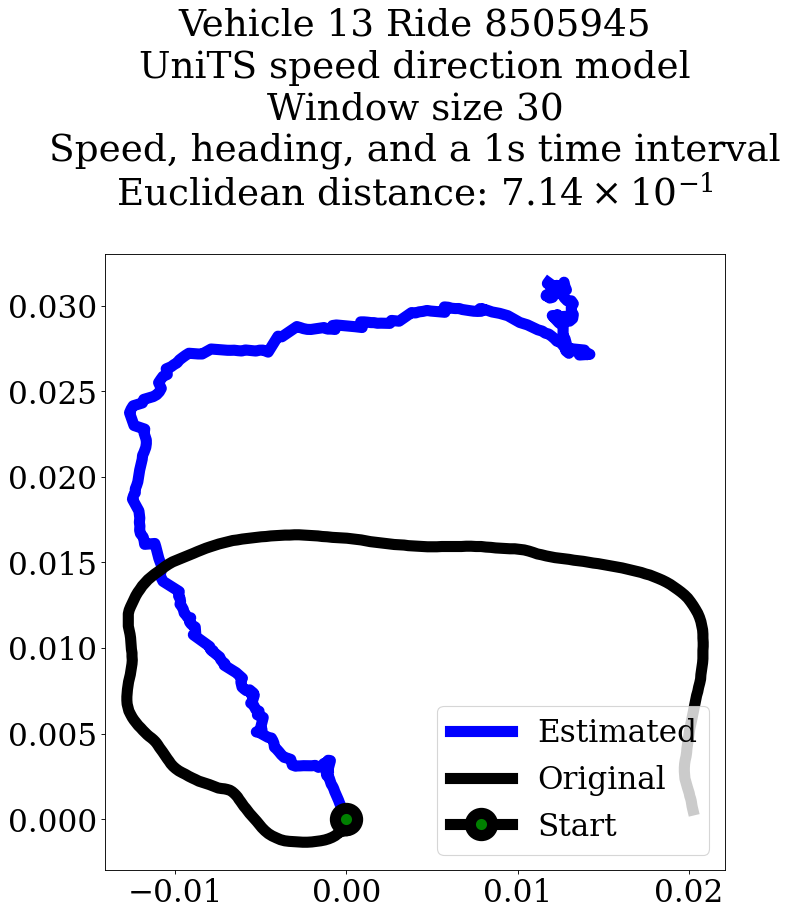 Vehicle 13 Ride 8505945
UniTS speed direction model
Window size 30
Speed, heading, and a 1s time interval
Euclidean distance: 7.14 × 10⁻¹
0.030
0.025
0.020
0.015
0.010
0.005
0.000
Estimated
Original
Start
−0.01 0.00 0.01 0.02